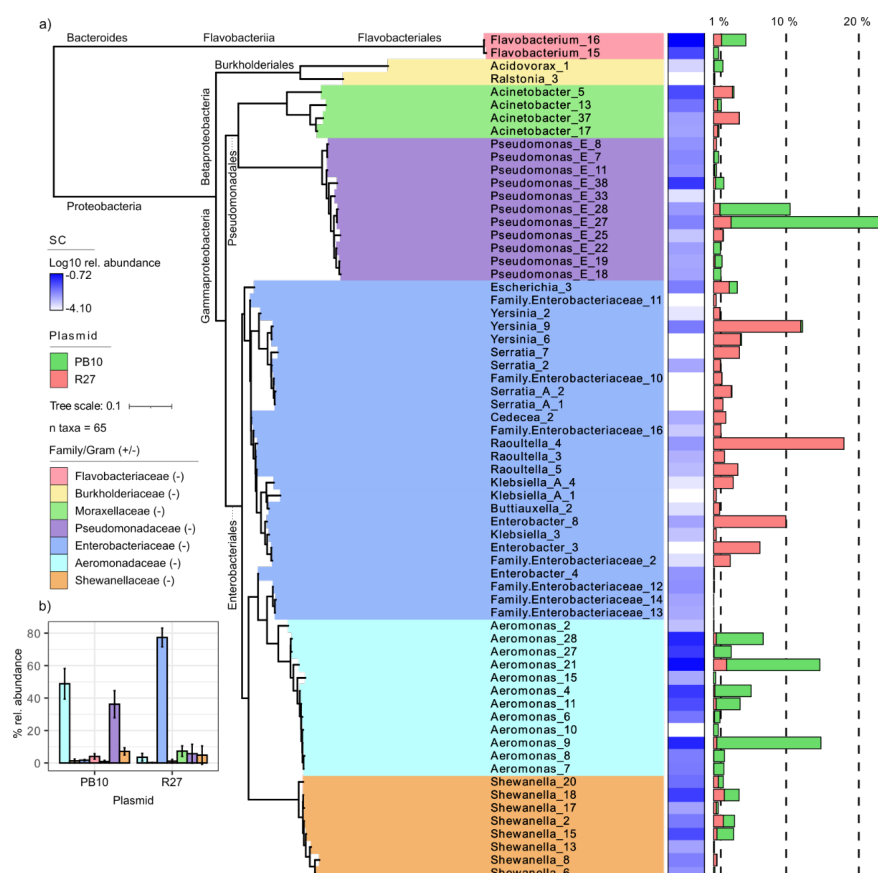 a)
1 %
10 %
20 %
Bacteroides
Flavobacteriia
Flavobacteriales
Burkholderiales
Betaproteobacteria
Pseudomonadales
Proteobacteria
Gammaproteobacteria
Enterobacteriales
Flavobacterium_16
Flavobacterium_15
Acidovorax_1
Ralstonia_3
Acinetobacter_5
Acinetobacter_13
Acinetobacter_37
Acinetobacter_17
Pseudomonas_E_8
Pseudomonas_E_7
Pseudomonas_E_11
Pseudomonas_E_38
Pseudomonas_E_33
Pseudomonas_E_28
Pseudomonas_E_27
Pseudomonas_E_25
Pseudomonas_E_22
Pseudomonas_E_19
Pseudomonas_E_18
Escherichia_3
Family.Enterobacteriaceae_11
Yersinia_2
Yersinia_9
Yersinia_6
Serratia_7
Serratia_2
Family.Enterobacteriaceae_10
Serratia_A_2
Serratia_A_1
Cedecea_2
Family.Enterobacteriaceae_16
Raoultella_4
Raoultella_3
Raoultella_5
Klebsiella_A_4
Klebsiella_A_1
Buttiauxella_2
Enterobacter_8
Klebsiella_3
Enterobacter_3
Family.Enterobacteriaceae_2
Enterobacter_4
Family.Enterobacteriaceae_12
Family.Enterobacteriaceae_14
Family.Enterobacteriaceae_13
Aeromonas_2
Aeromonas_28
Aeromonas_27
Aeromonas_21
Aeromonas_15
Aeromonas_4
Aeromonas_11
Aeromonas_6
Aeromonas_10
Aeromonas_9
Aeromonas_8
Aeromonas_7
Shewanella_20
Shewanella_18
Shewanella_17
Shewanella_2
Shewanella_15
Shewanella_13
Shewanella_8
Shewanella_6
SC
Log10 rel. abundance
-0.72
-4.10
Plasmid
PB10
R27
Tree scale: 0.1
n taxa = 65
Family/Gram (+/-)
Flavobacteriaceae (-)
Burkholderiaceae (-)
Moraxellaceae (-)
Pseudomonadaceae (-)
Enterobacteriaceae (-)
Aeromonadaceae (-)
Shewanellaceae (-)
b)
% rel. abundance
80
60
40
20
0
PB10
R27
Plasmid